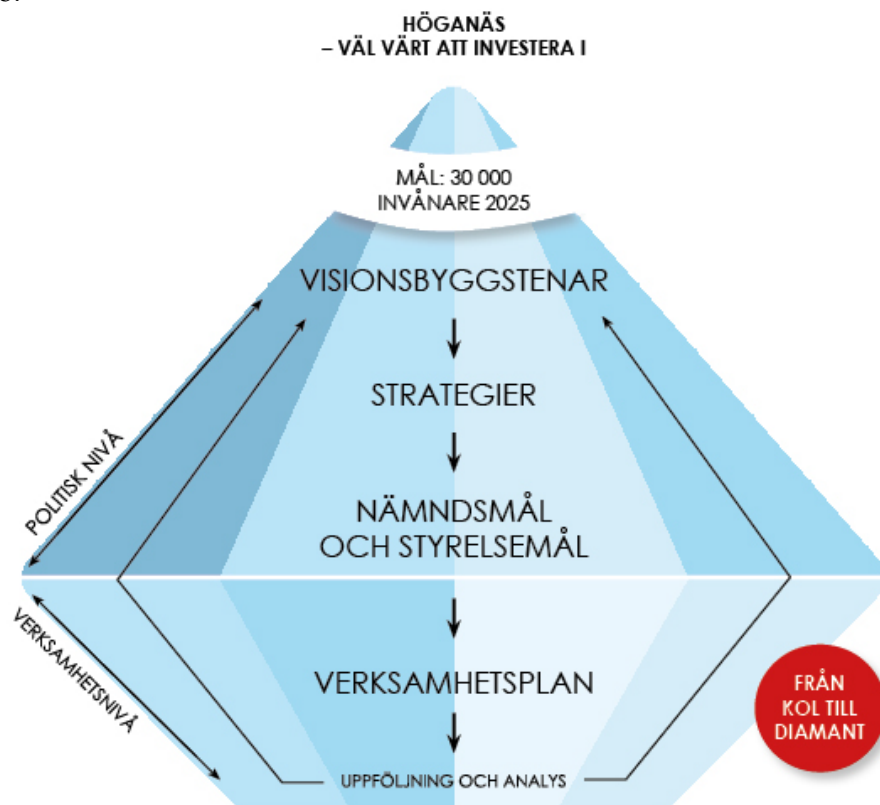 HÖGANÄS
– VÄL VÄRT ATT INVESTERA I
MÅL: 30 000
INVÅNARE 2025
VISIONSBYGGSTENAR
STRATEGIER
POLITISK NIVÅ
NÄMNDSMÅL
OCH STYRELSEMÅL
VERKSAMHETSNIVÅ
VERKSAMHETSPLAN
FRÅN
KOL TILL
DIAMANT
UPPFÖLJNING OCH ANALYS